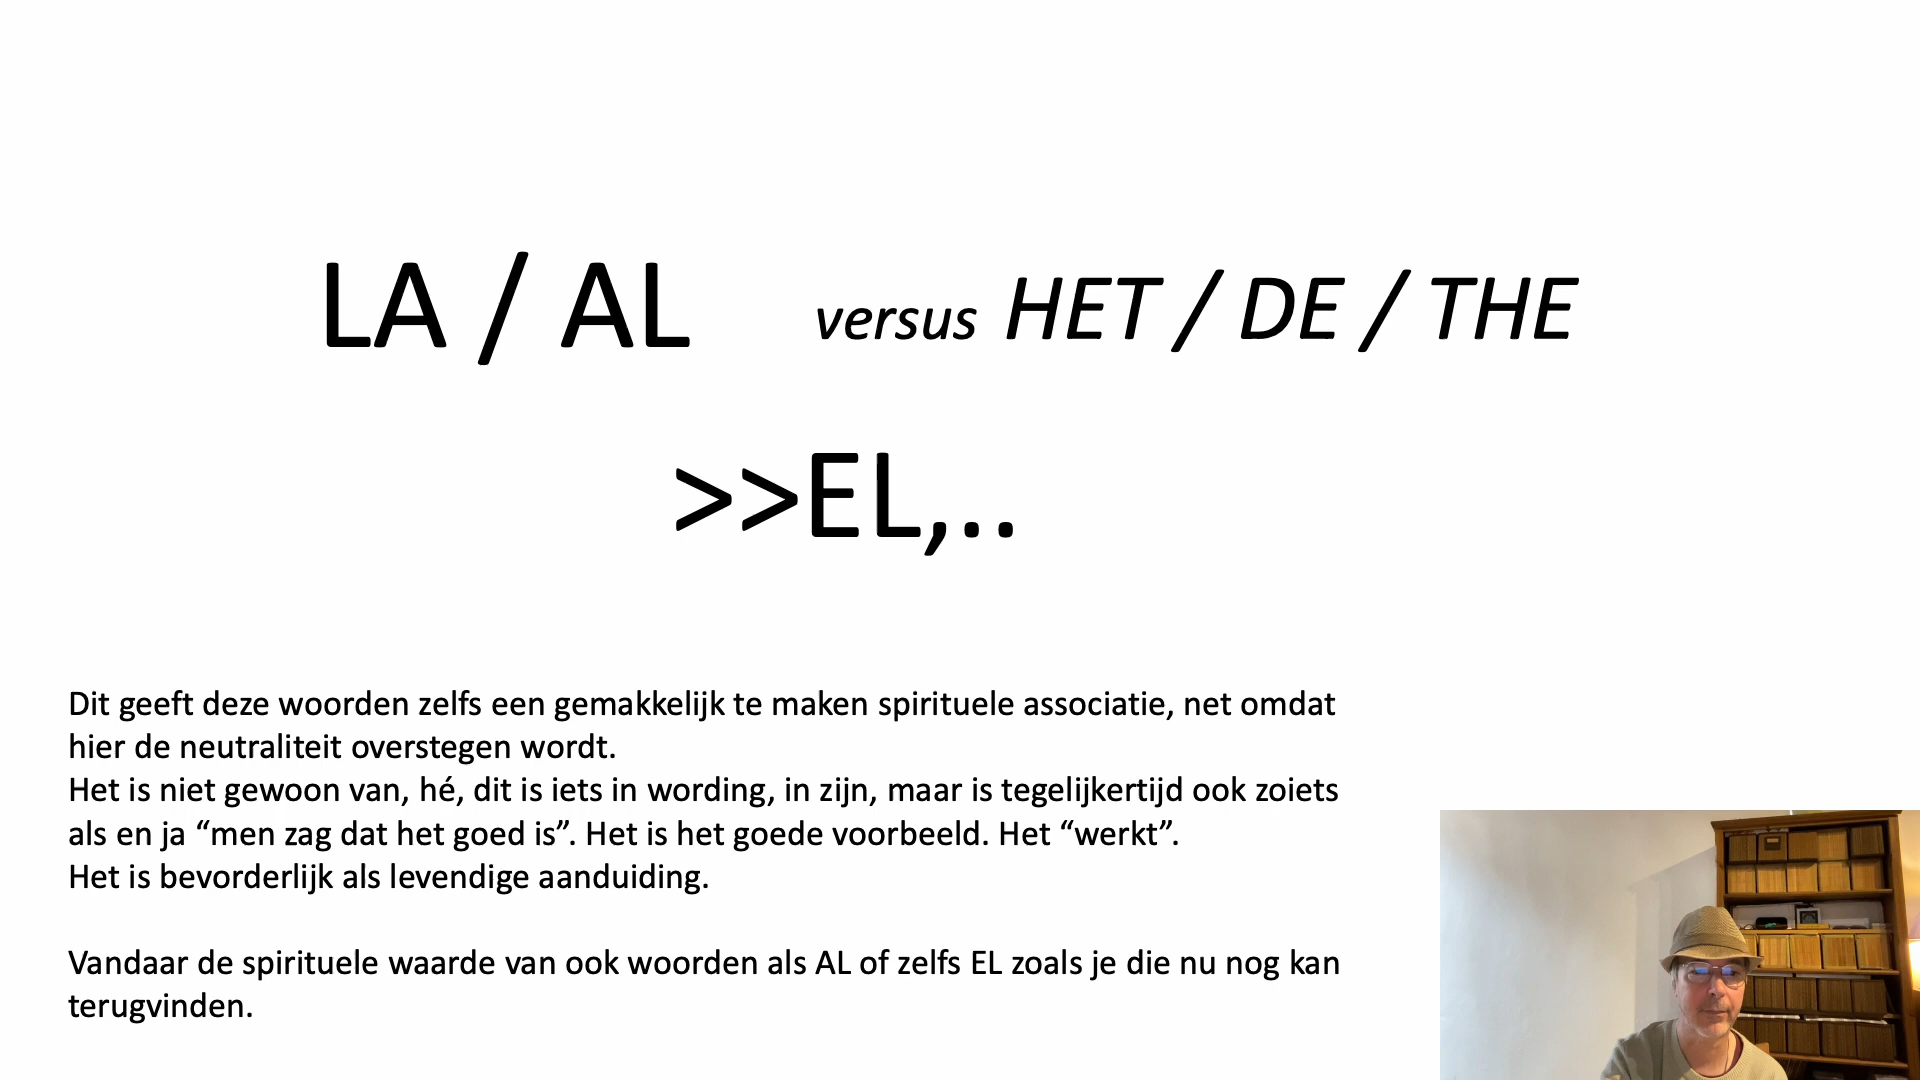 LA / AL versus HET / DE / THE
>>EL,..
Dit geeft deze woorden zelfs een gemakkelijk te maken spirituele associatie, net omdat
hier de neutraliteit overstegen wordt.
Het is niet gewoon van, hé, dit is iets in wording, in zijn, maar is tegelijkertijd ook zoiets
als en ja “men zag dat het goed is”. Het is het goede voorbeeld. Het “werkt”.
Het is bevorderlijk als levendige aanduiding.
Vandaar de spirituele waarde van ook woorden als AL of zelfs EL zoals je die nu nog kan
terugvinden.